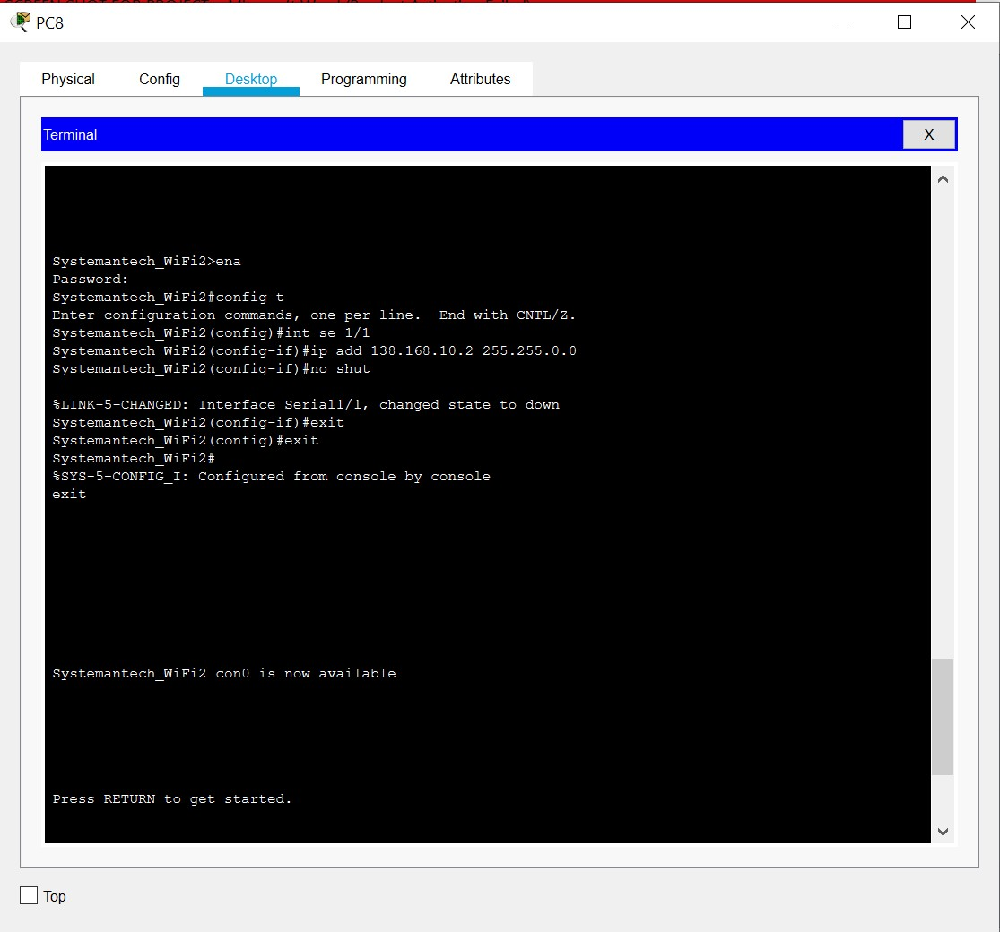 PC8
Physical Config Desktop Programming Attributes
Terminal X
Systemantech_WiFi2>ena
Password:
Systemantech_WiFi2#config t
Enter configuration commands, one per line.  End with CNTL/Z.
Systemantech_WiFi2(config)#int se 1/1
Systemantech_WiFi2(config-if)#ip add 138.168.10.2 255.255.0.0
Systemantech_WiFi2(config-if)#no shut
%LINK-5-CHANGED: Interface Serial1/1, changed state to down
Systemantech_WiFi2(config-if)#exit
Systemantech_WiFi2(config)#exit
Systemantech_WiFi2#
%SYS-5-CONFIG_I: Configured from console by console
exit
Systemantech_WiFi2 con0 is now available
Press RETURN to get started.
Top